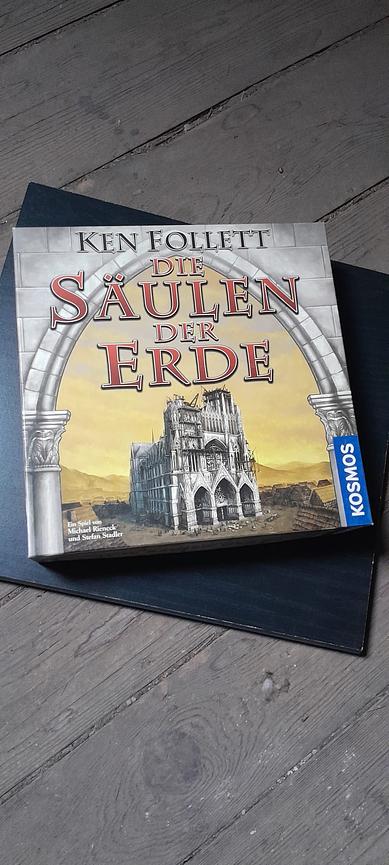 KEN FOLLETT
DIE
SÄULEN
DER
ERDE
KOSMOS
Ein Spiel von
Michael Rieneck
und Stefan Stadler